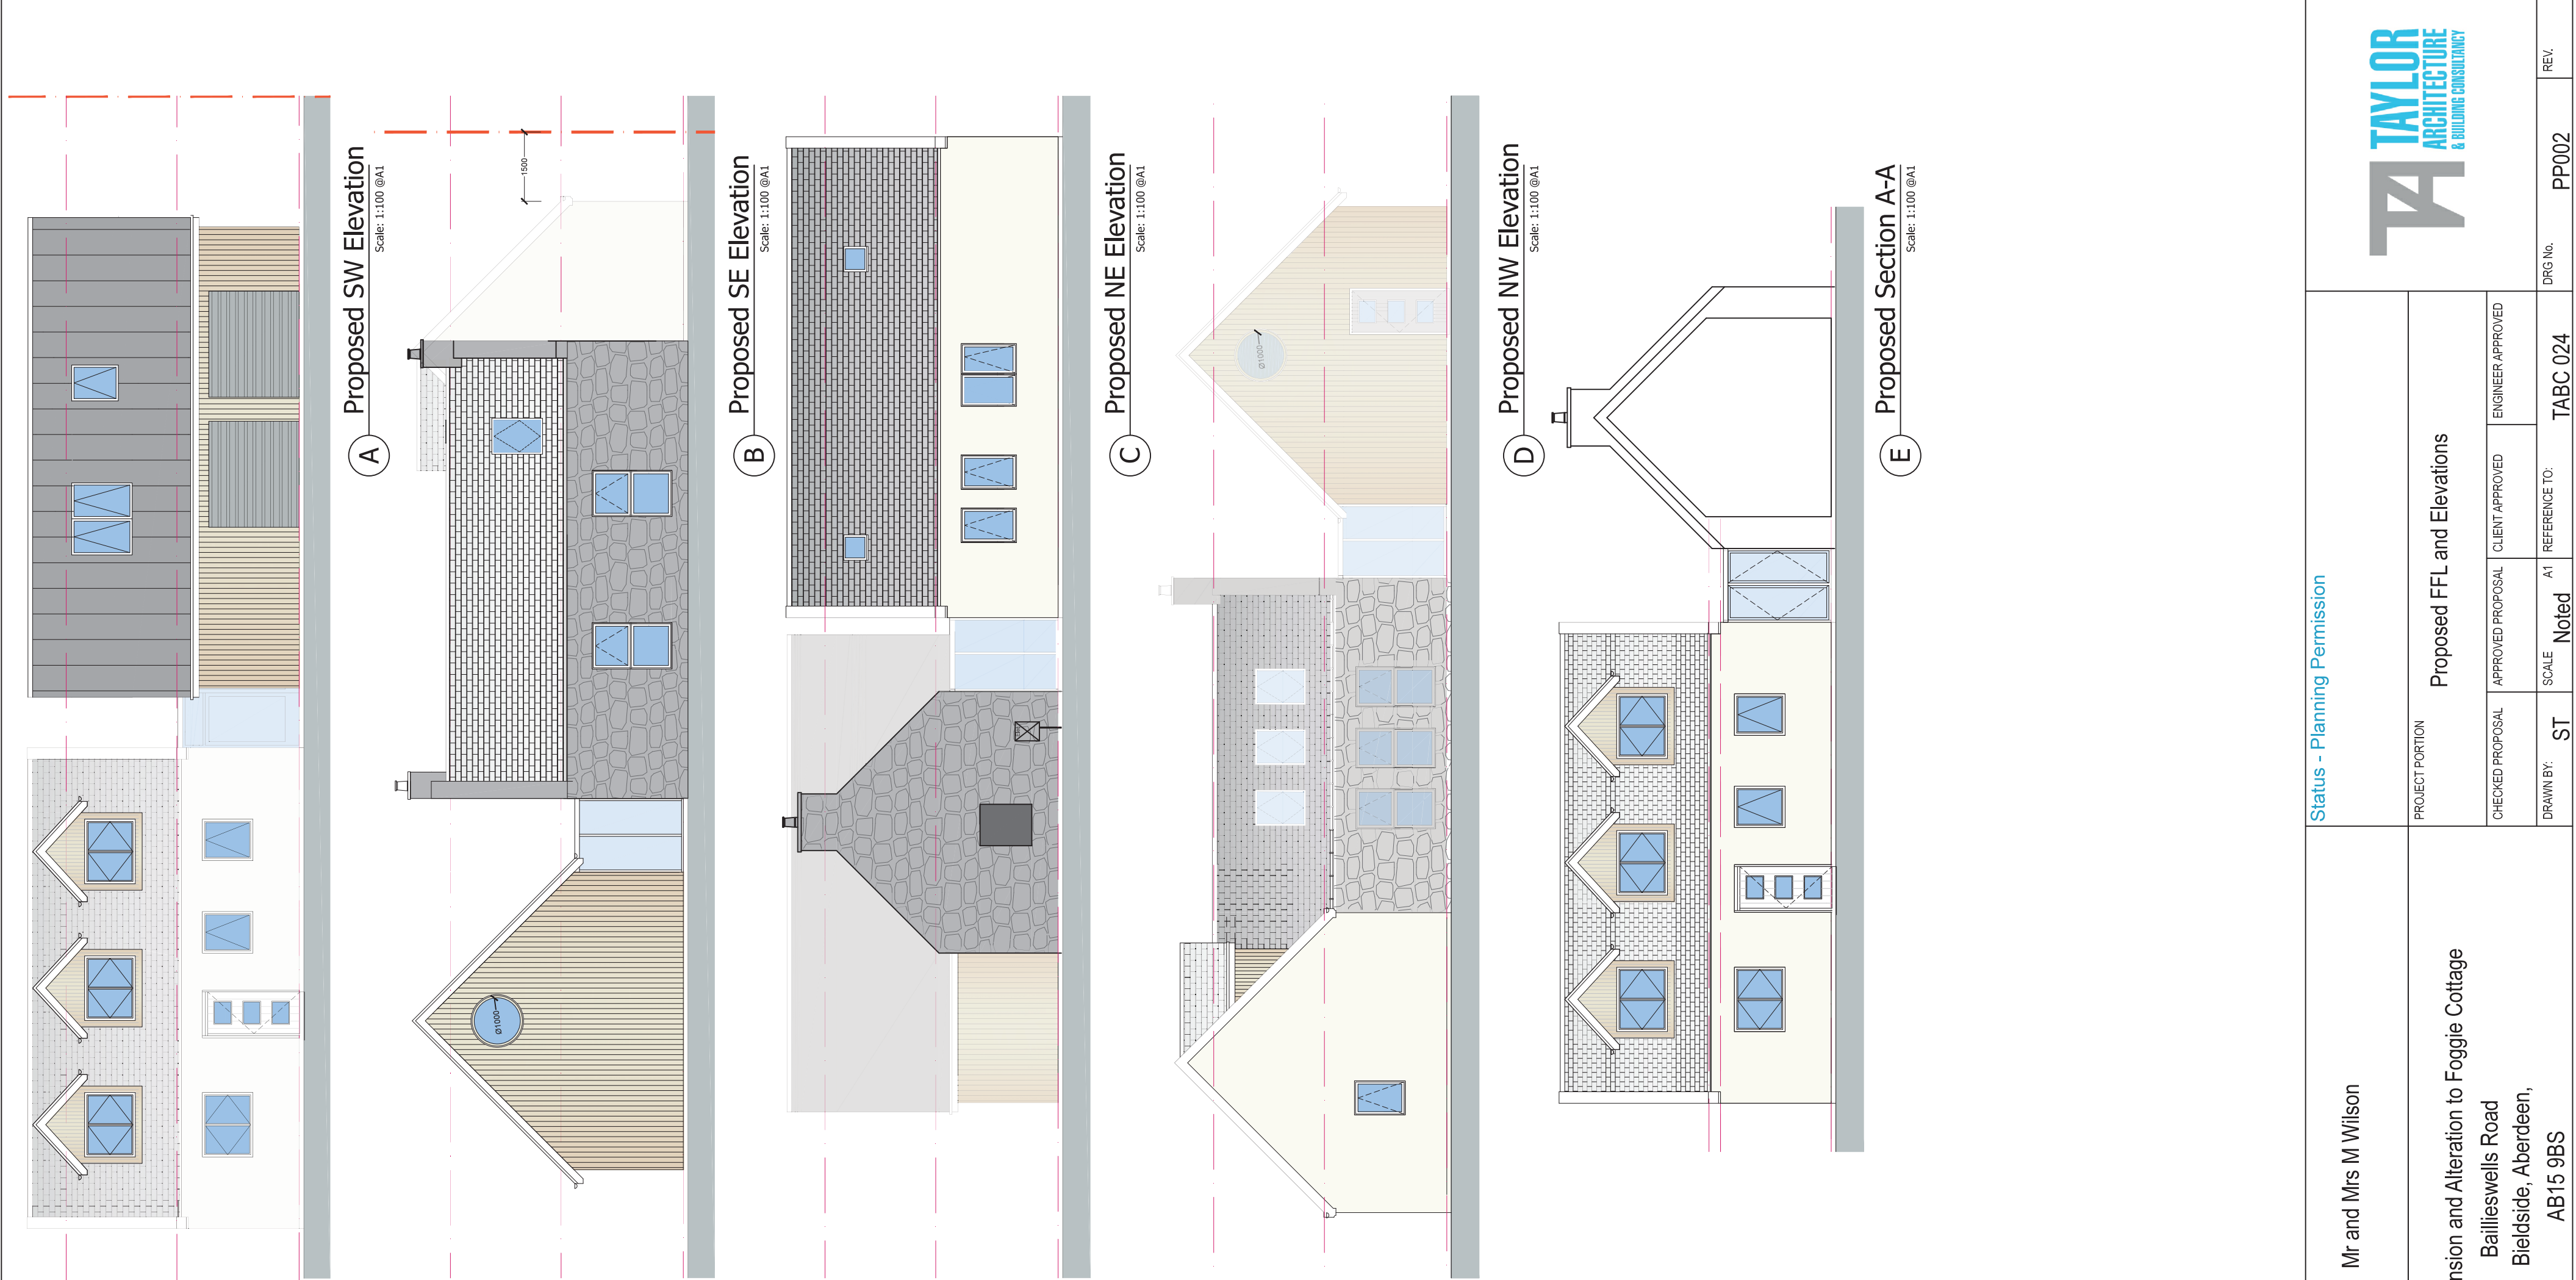 Proposed SW Elevation
A
Scale: 1:100 @A1
1500
Proposed SE Elevation
B
Scale: 1:100 @A1
Ø1000
Proposed NE Elevation
C
Scale: 1:100 @A1
Ø1000
Proposed NW Elevation
D
Scale: 1:100 @A1
Proposed Section A-A
E
Scale: 1:100 @A1
Mr and Mrs M Wilson
nsion and Alteration to Foggie Cottage
Baillieswells Road
Bieldside, Aberdeen,
AB15 9BS
Status - Planning Permission
PROJECT PORTION
Proposed FFL and Elevations
CHECKED PROPOSAL
APPROVED PROPOSAL
CLIENT APPROVED
ENGINEER APPROVED
DRAWN BY:
ST
SCALE
Noted
A1
REFERENCE TO:
TABC 024
DRG No.
PP002
REV.
TA
TAYLOR
ARCHITECTURE
& BUILDING CONSULTANCY